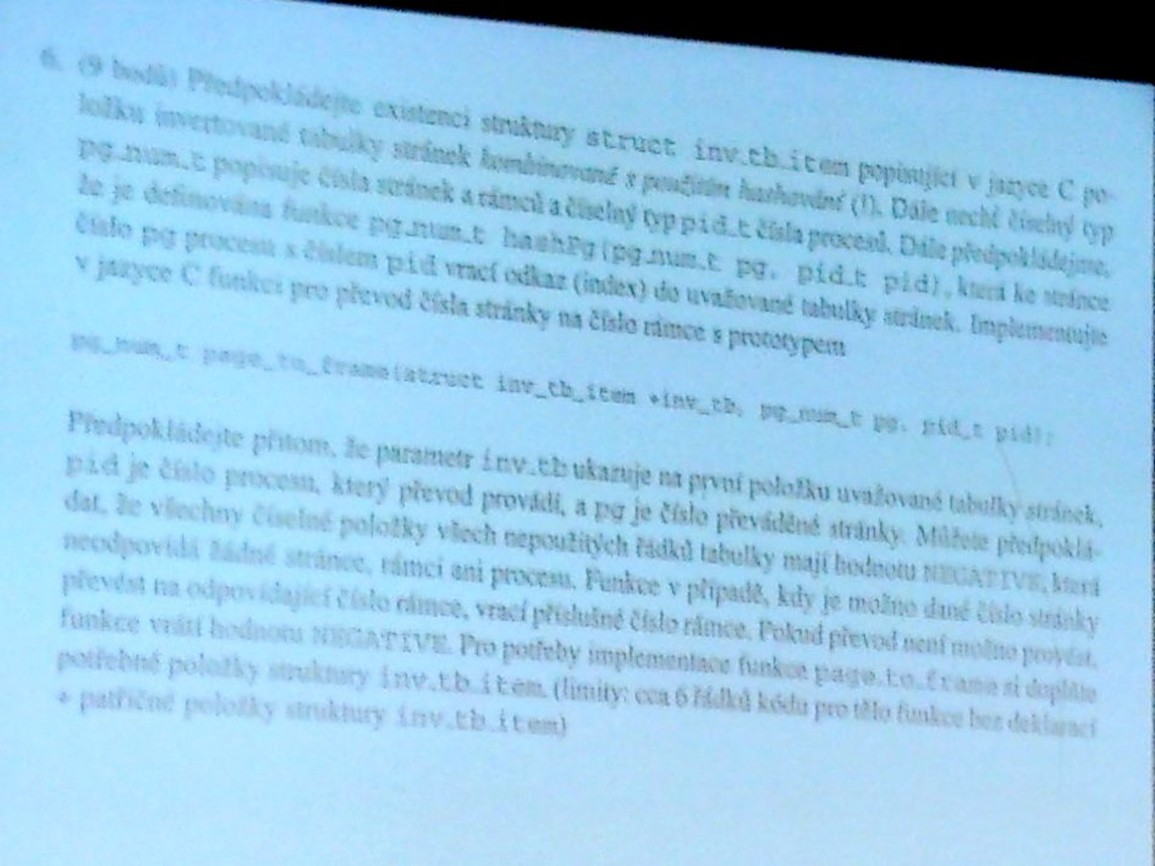 6. (9 bodů) Předpokládejte existenci struktury struct inv_tb_item popisující v jazyce C po-
ložku invertované tabulky stránek kombinované s použitím hashování (!). Dále nechť číselný typ
pg_num_t popisuje čísla stránek a rámců a číselný typ pid_t čísla procesů. Dále předpokládejme,
že je definována funkce pg_num_t hashPg(pg_num_t pg, pid_t pid), která ke stránce
číslo pg procesu s číslem pid vrací odkaz (index) do uvažované tabulky stránek. Implementujte
v jazyce C funkci pro převod čísla stránky na číslo rámce s prototypem
pg_num_t page_to_frame(struct inv_tb_item *inv_tb, pg_num_t pg, pid_t pid);
Předpokládejte přitom, že parametr inv_tb ukazuje na první položku uvažované tabulky stránek,
pid je číslo procesu, který převod provádí, a pg je číslo převáděné stránky. Můžete předpoklá-
dat, že všechny číselné položky všech nepoužitých řádků tabulky mají hodnotu NEGATIVE, která
neodpovídá žádné stránce, rámci ani procesu. Funkce v případě, kdy je možno dané číslo stránky
převést na odpovídající číslo rámce, vrací příslušné číslo rámce. Pokud převod není možno provést,
funkce vrátí hodnotu NEGATIVE. Pro potřeby implementace funkce page_to_frame si doplňte
potřebné položky struktury inv_tb_item. (limity: cca 6 řádků kódu pro tělo funkce bez deklarací
+ patřičné položky struktury inv_tb_item)